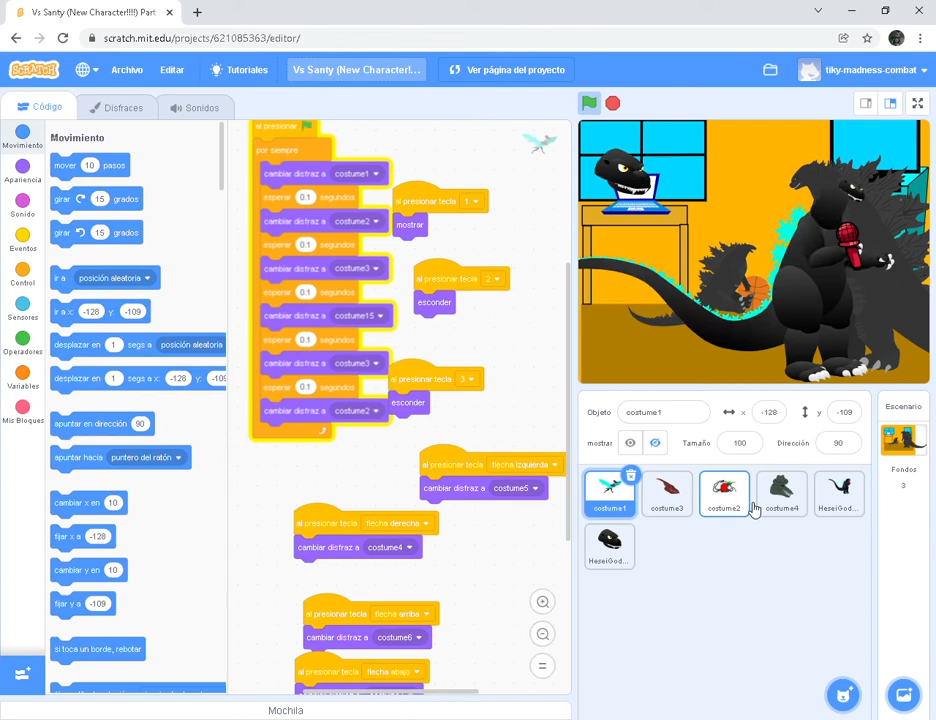 Vs Santy (New Character!!!!) Part
scratch.mit.edu/projects/621085363/editor/
SCRATCH
Archivo
Editar
Tutoriales
Vs Santy (New Character!...
Ver página del proyecto
tiky-madness-combat
Código
Disfraces
Sonidos
Movimiento
Apariencia
Sonido
Eventos
Control
Sensores
Operadores
Variables
Mis Bloques
Movimiento
mover 10 pasos
girar 15 grados
girar 15 grados
ir a posición aleatoria
ir a x: -128 y: -109
desplazar en 1 segs a posición aleatoria
desplazar en 1 segs a x: -128 y:
apuntar en dirección 90
apuntar hacia puntero del ratón
cambiar x en 10
fijar x a -128
cambiar y en 10
fijar y a -109
si toca un borde, rebotar
al presionar
por siempre
cambiar disfraz a costume1
esperar 0.1 segundos
cambiar disfraz a costume2
esperar 0.1 segundos
cambiar disfraz a costume3
esperar 0.1 segundos
cambiar disfraz a costume15
esperar 0.1 segundos
cambiar disfraz a costume3
esperar 0.1 segundos
cambiar disfraz a costume2
al presionar tecla 1
mostrar
al presionar tecla 2
esconder
al presionar tecla 3
esconder
al presionar tecla flecha izquierda
cambiar disfraz a costume5
al presionar tecla flecha derecha
cambiar disfraz a costume4
al presionar tecla flecha arriba
cambiar disfraz a costume6
al presionar tecla flecha abajo
Mochila
Objeto costume1 x -128 y -109
mostrar Tamaño 100 Dirección 90
costume1
costume3
costume2
costume4
HeseiGod...
HeseiGod...
Escenario
Fondos
3